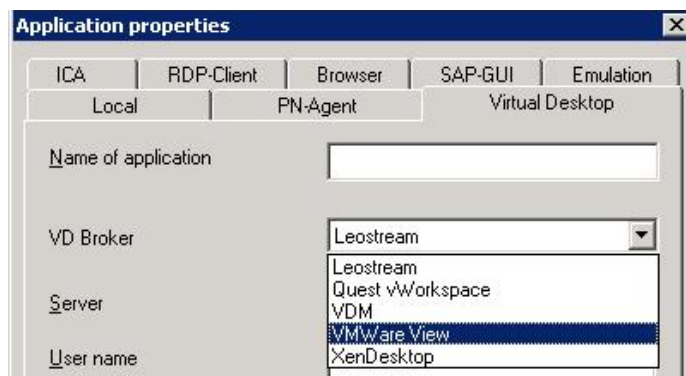 Application properties
ICA RDP-Client Browser SAP-GUI Emulation
Local PN-Agent Virtual Desktop
Name of application
VD Broker Leostream
Leostream
Quest vWorkspace
Server
VDM
VMWare View
User name
XenDesktop